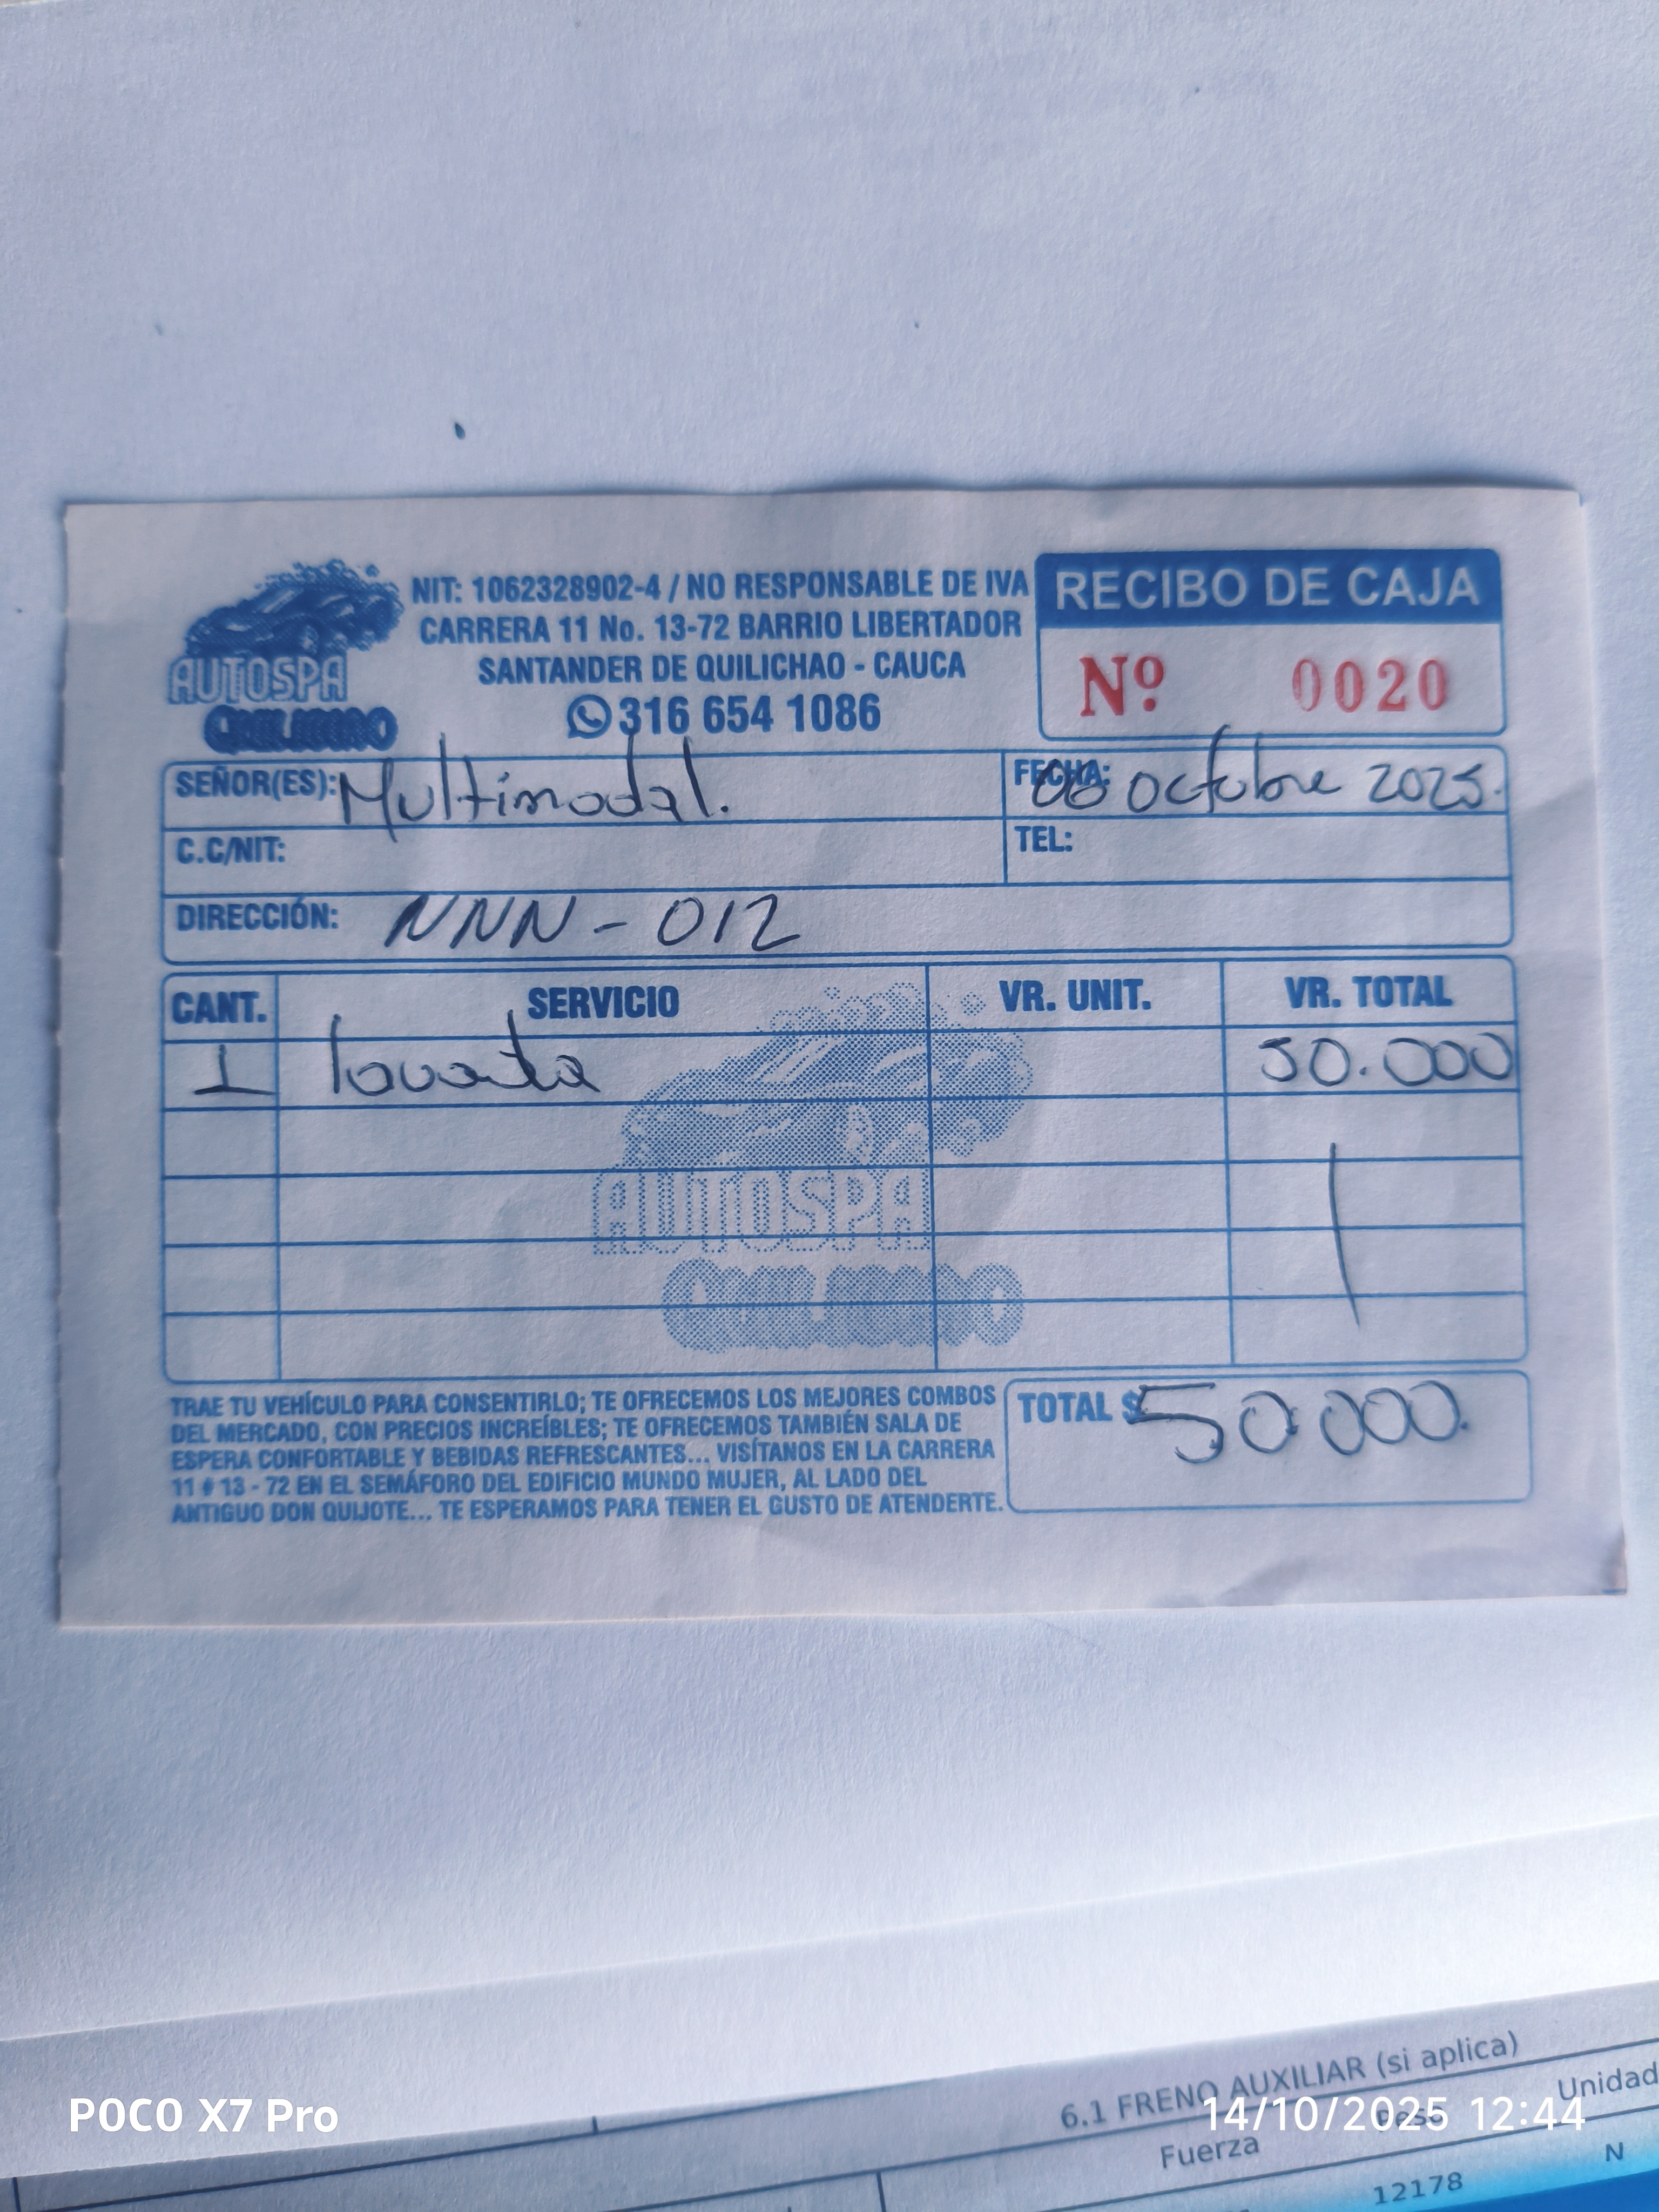 AUTOSPA
NIT: 1062328902-4 / NO RESPONSABLE DE IVA
CARRERA 11 No. 13-72 BARRIO LIBERTADOR
SANTANDER DE QUILICHAO - CAUCA
316 654 1086
RECIBO DE CAJA
Nº 0020
SEÑOR(ES): Multimodal.
FECHA: Octubre 2025.
C.C/NIT:
TEL:
DIRECCIÓN: NNN-012
CANT. SERVICIO VR. UNIT. VR. TOTAL
1 lavada 50.000
AUTOSPA
TRAE TU VEHÍCULO PARA CONSENTIRLO; TE OFRECEMOS LOS MEJORES COMBOS
DEL MERCADO, CON PRECIOS INCREÍBLES; TE OFRECEMOS TAMBIÉN SALA DE
ESPERA CONFORTABLE Y BEBIDAS REFRESCANTES... VISÍTANOS EN LA CARRERA
11 # 13 - 72 EN EL SEMÁFORO DEL EDIFICIO MUNDO MUJER, AL LADO DEL
ANTIGUO DON QUIJOTE... TE ESPERAMOS PARA TENER EL GUSTO DE ATENDERTE.
TOTAL $ 50.000.
6.1 FRENO AUXILIAR (si aplica)
Fuerza Peso Unidad
12178 N
POCO X7 Pro
14/10/2025 12:44